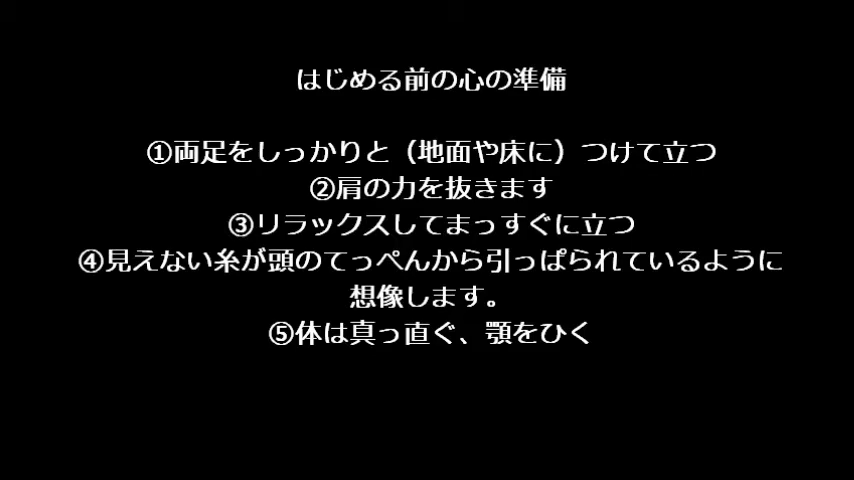 はじめる前の心の準備
①両足をしっかりと（地面や床に）つけて立つ
②肩の力を抜きます
③リラックスしてまっすぐに立つ
④見えない糸が頭のてっぺんから引っぱられているように
想像します。
⑤体は真っ直ぐ、顎をひく